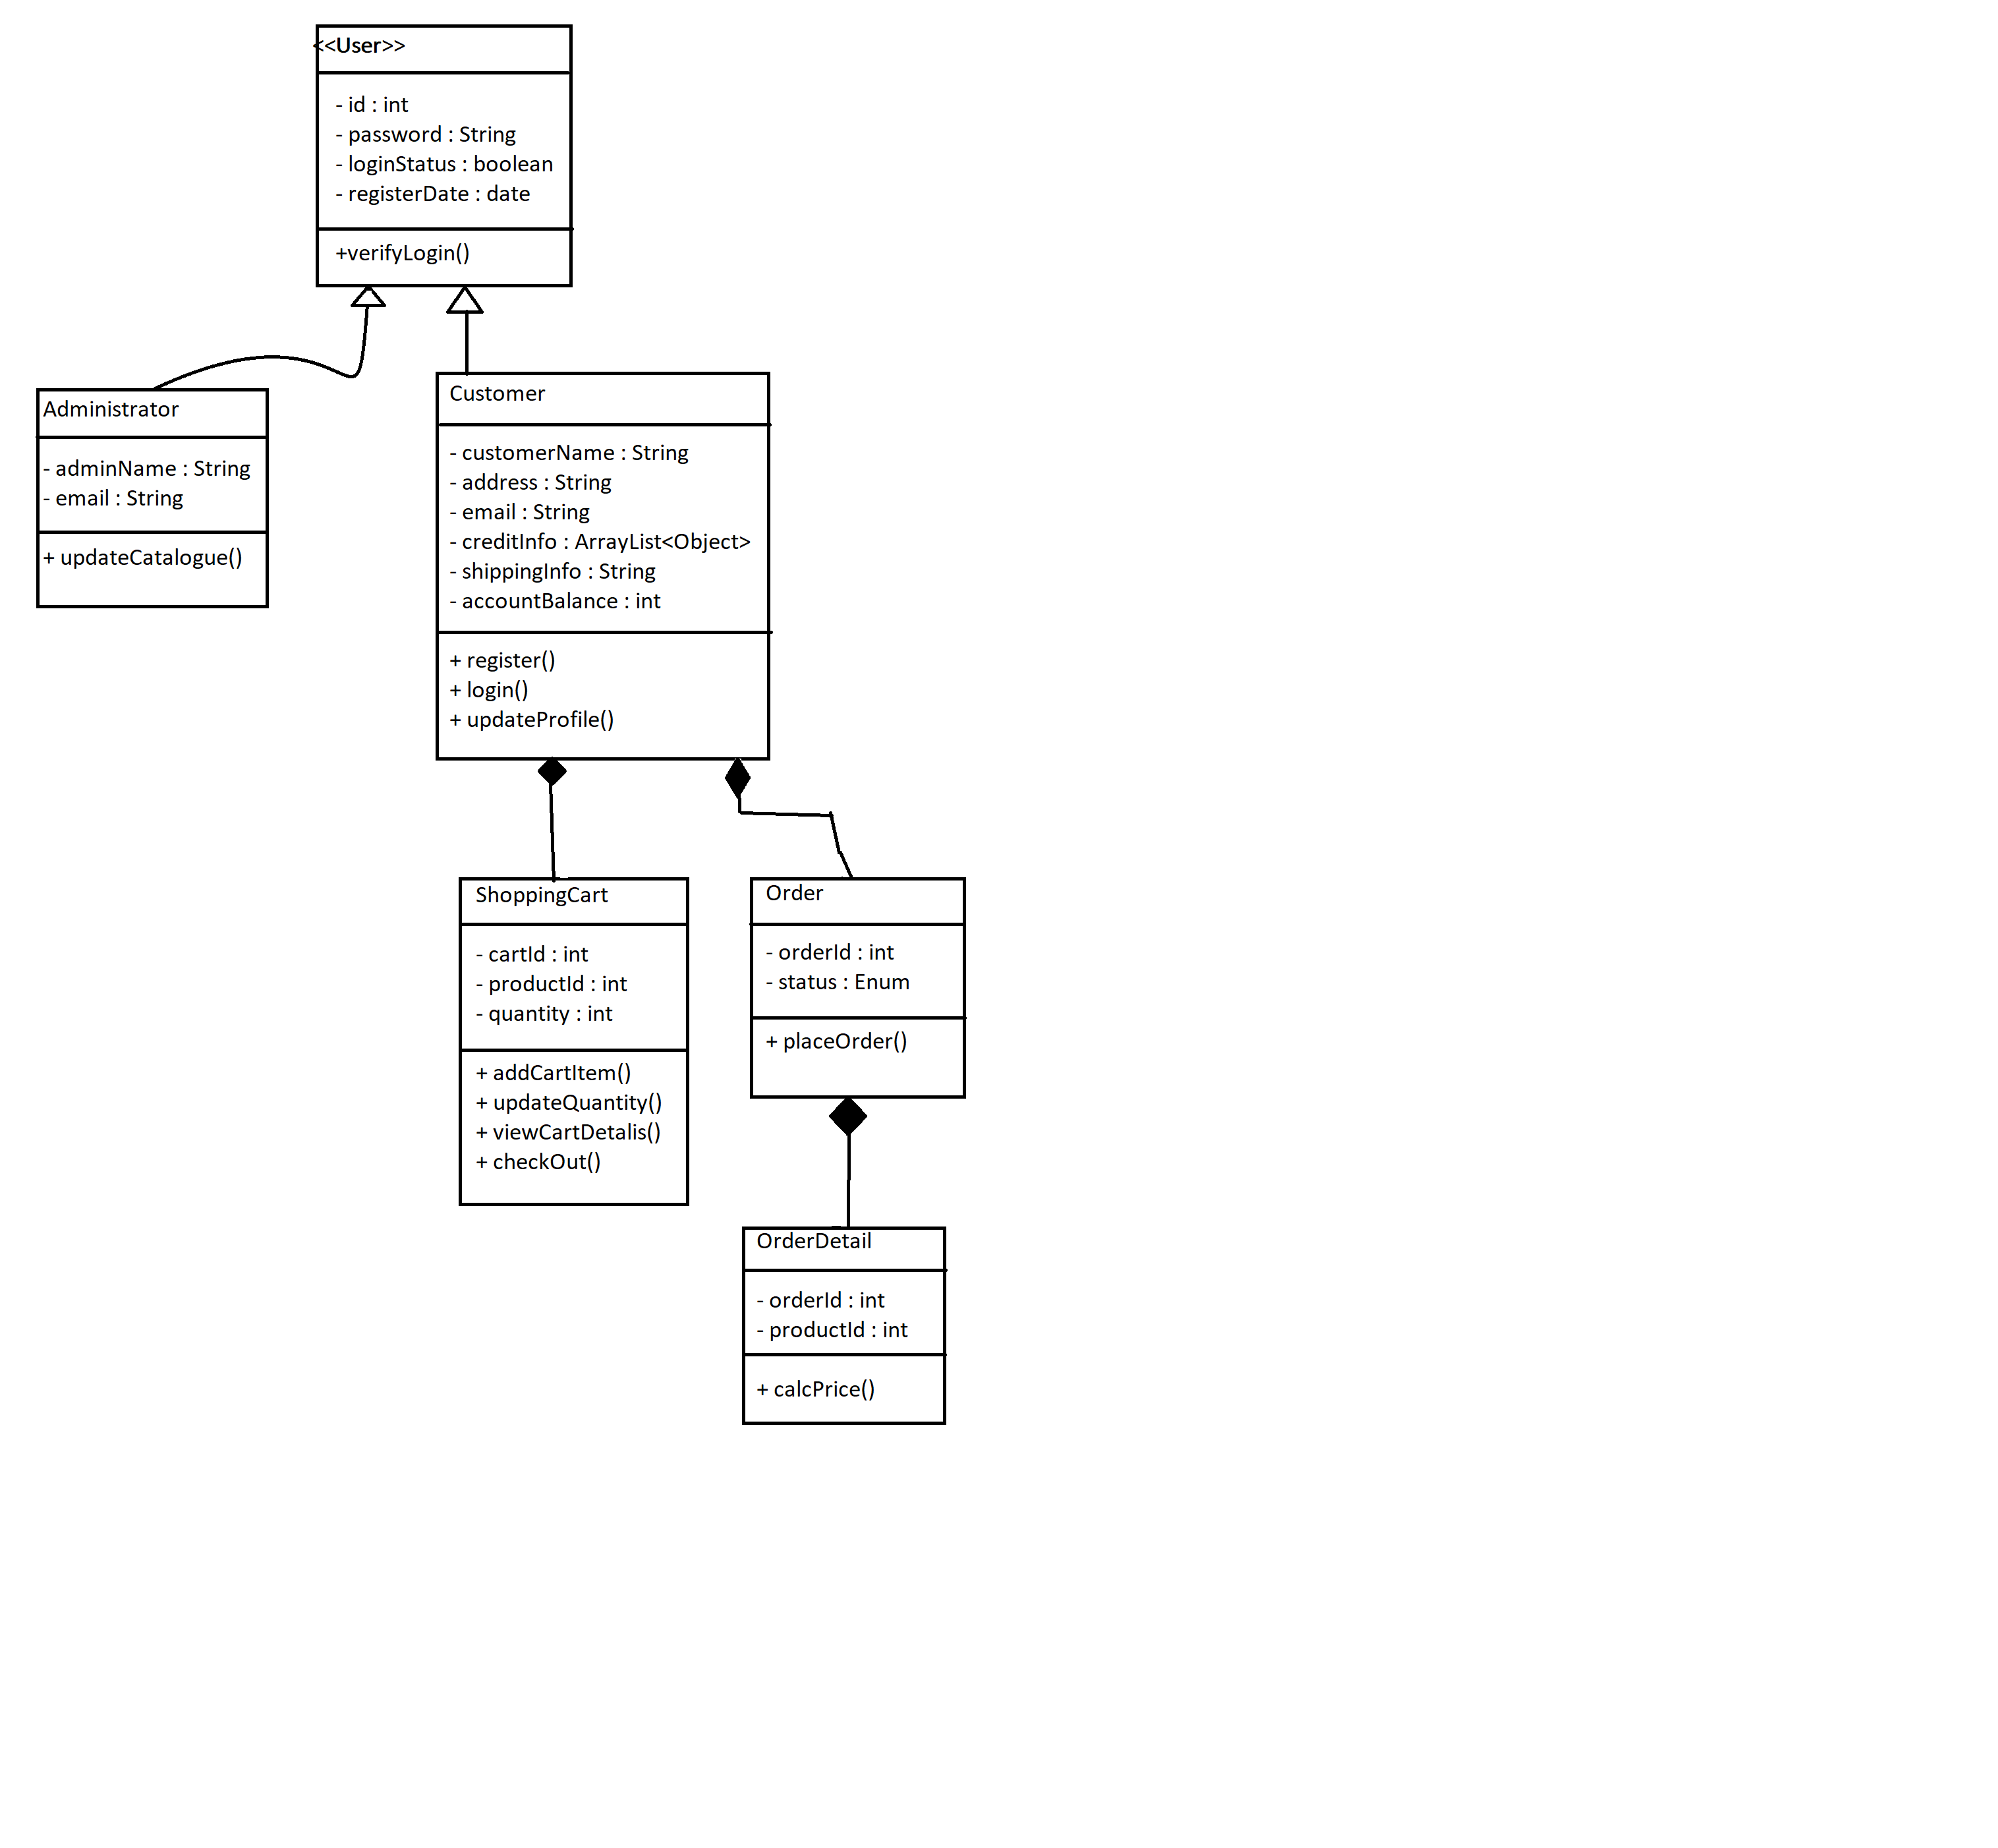 <<User>>
- id : int
- password : String
- loginStatus : boolean
- registerDate : date
+verifyLogin()
Administrator
- adminName : String
- email : String
+ updateCatalogue()
Customer
- customerName : String
- address : String
- email : String
- creditInfo : ArrayList<Object>
- shippingInfo : String
- accountBalance : int
+ register()
+ login()
+ updateProfile()
ShoppingCart
- cartId : int
- productId : int
- quantity : int
+ addCartItem()
+ updateQuantity()
+ viewCartDetalis()
+ checkOut()
Order
- orderId : int
- status : Enum
+ placeOrder()
OrderDetail
- orderId : int
- productId : int
+ calcPrice()